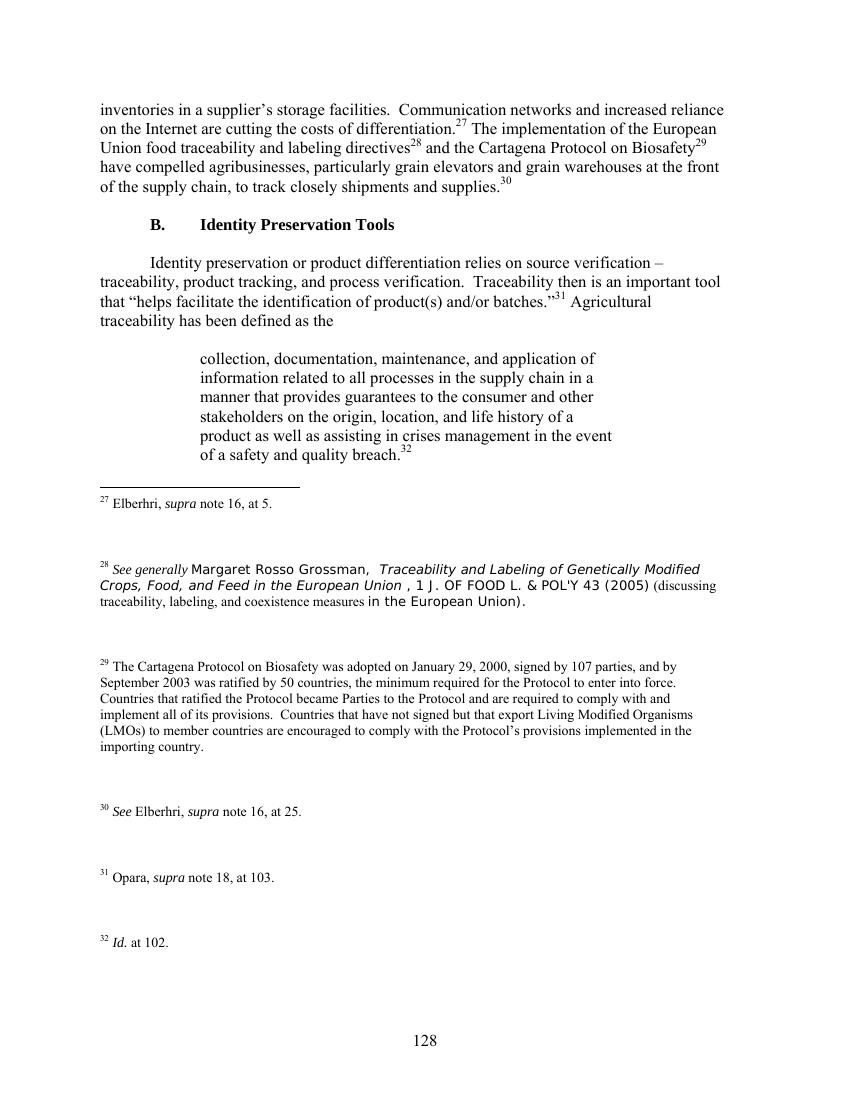 inventories in a supplier’s storage facilities.  Communication networks and increased reliance
on the Internet are cutting the costs of differentiation.27 The implementation of the European
Union food traceability and labeling directives28 and the Cartagena Protocol on Biosafety29
have compelled agribusinesses, particularly grain elevators and grain warehouses at the front
of the supply chain, to track closely shipments and supplies.30
B. Identity Preservation Tools
Identity preservation or product differentiation relies on source verification –
traceability, product tracking, and process verification.  Traceability then is an important tool
that “helps facilitate the identification of product(s) and/or batches.”31 Agricultural
traceability has been defined as the
collection, documentation, maintenance, and application of
information related to all processes in the supply chain in a
manner that provides guarantees to the consumer and other
stakeholders on the origin, location, and life history of a
product as well as assisting in crises management in the event
of a safety and quality breach.32
27 Elberhri, supra note 16, at 5.
28 See generally Margaret Rosso Grossman, Traceability and Labeling of Genetically Modified
Crops, Food, and Feed in the European Union , 1 J. OF FOOD L. & POL'Y 43 (2005) (discussing
traceability, labeling, and coexistence measures in the European Union).
29 The Cartagena Protocol on Biosafety was adopted on January 29, 2000, signed by 107 parties, and by
September 2003 was ratified by 50 countries, the minimum required for the Protocol to enter into force.
Countries that ratified the Protocol became Parties to the Protocol and are required to comply with and
implement all of its provisions.  Countries that have not signed but that export Living Modified Organisms
(LMOs) to member countries are encouraged to comply with the Protocol’s provisions implemented in the
importing country.
30 See Elberhri, supra note 16, at 25.
31 Opara, supra note 18, at 103.
32 Id. at 102.
128